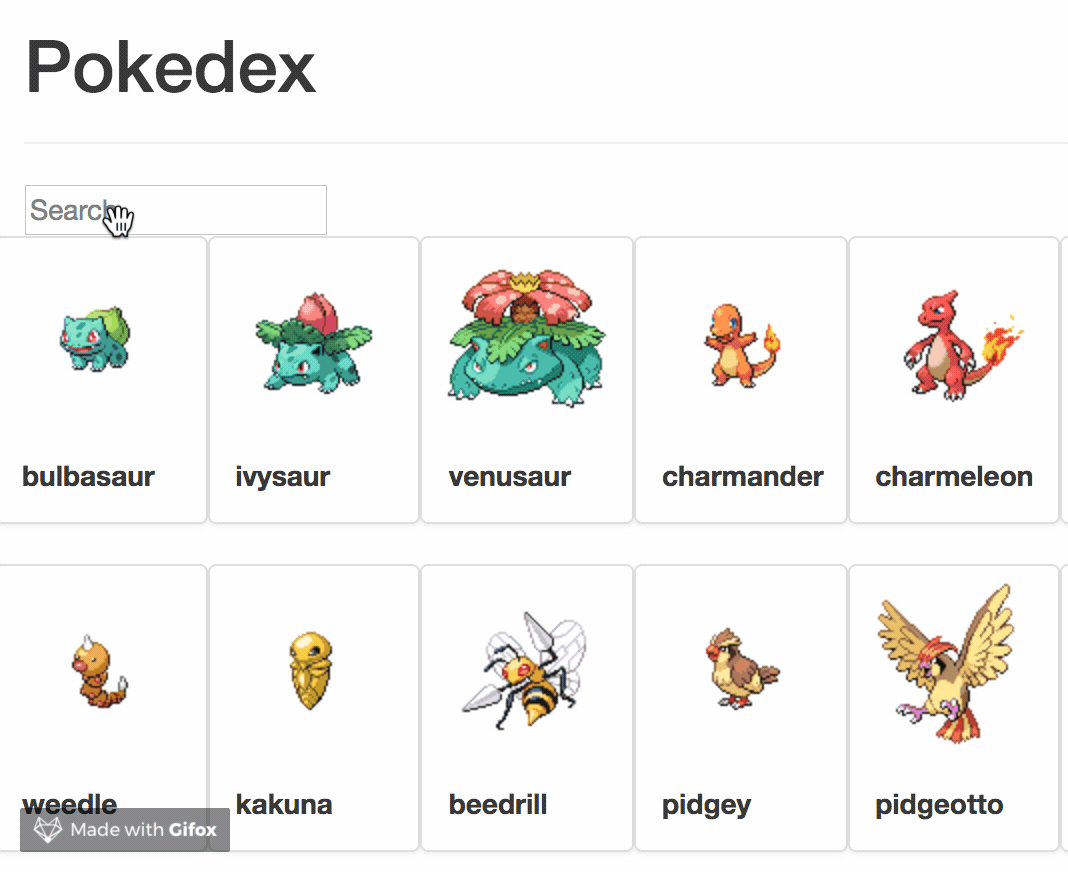 Pokedex
Search
bulbasaur ivysaur venusaur charmander charmeleon
weedle kakuna beedrill pidgey pidgeotto
Made with Gifox